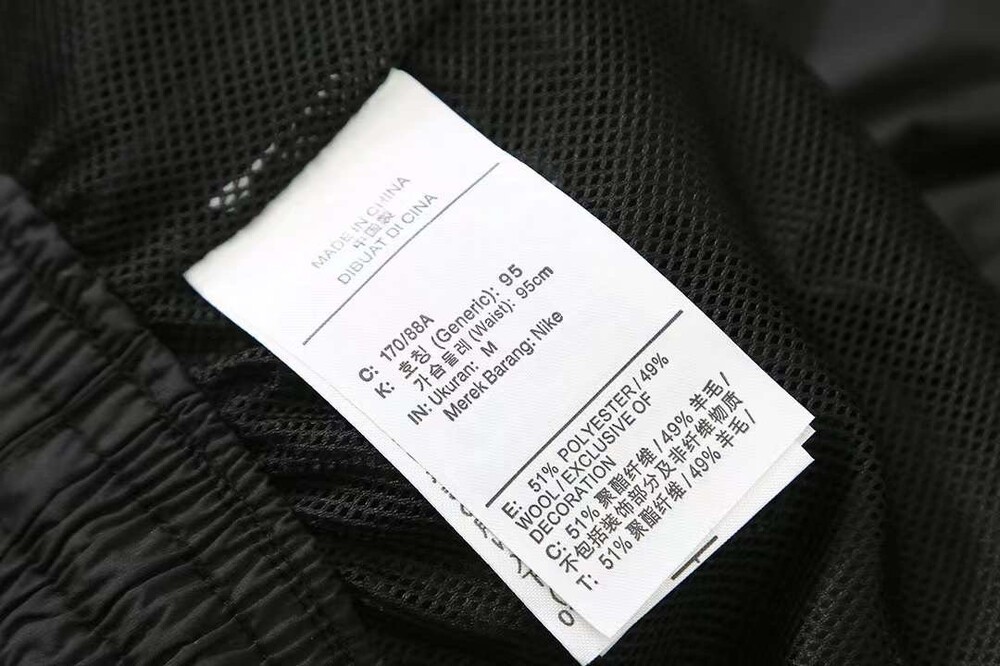 MADE IN CHINA
中国製
DIBUAT DI CINA
C: 170/88A
K: 호칭 (Generic): 95
가슴둘레 (Waist): 95cm
IN: Ukuran: M
Merek Barang: Nike
E: 51% POLYESTER / 49%
WOOL / EXCLUSIVE OF
DECORATION
C: 51% 聚酯纤维 / 49% 羊毛 /
不包括装饰部分及非纤维物质
T: 51% 聚酯纤维 / 49% 羊毛 /